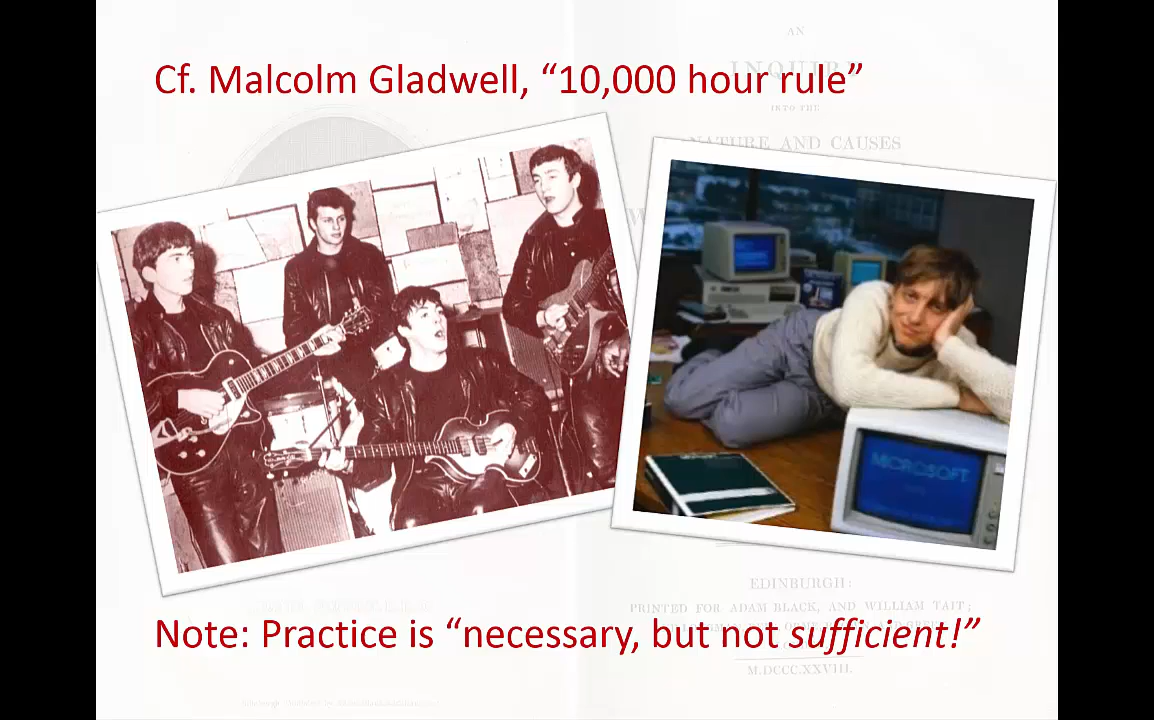 Cf. Malcolm Gladwell, “10,000 hour rule”
AN
INQUIRY
INTO THE
NATURE AND CAUSES
MICROSOFT
EDINBURGH:
PRINTED FOR ADAM BLACK, AND WILLIAM TAIT;
Note: Practice is “necessary, but not sufficient!”
M.DCCC.XXVIII.